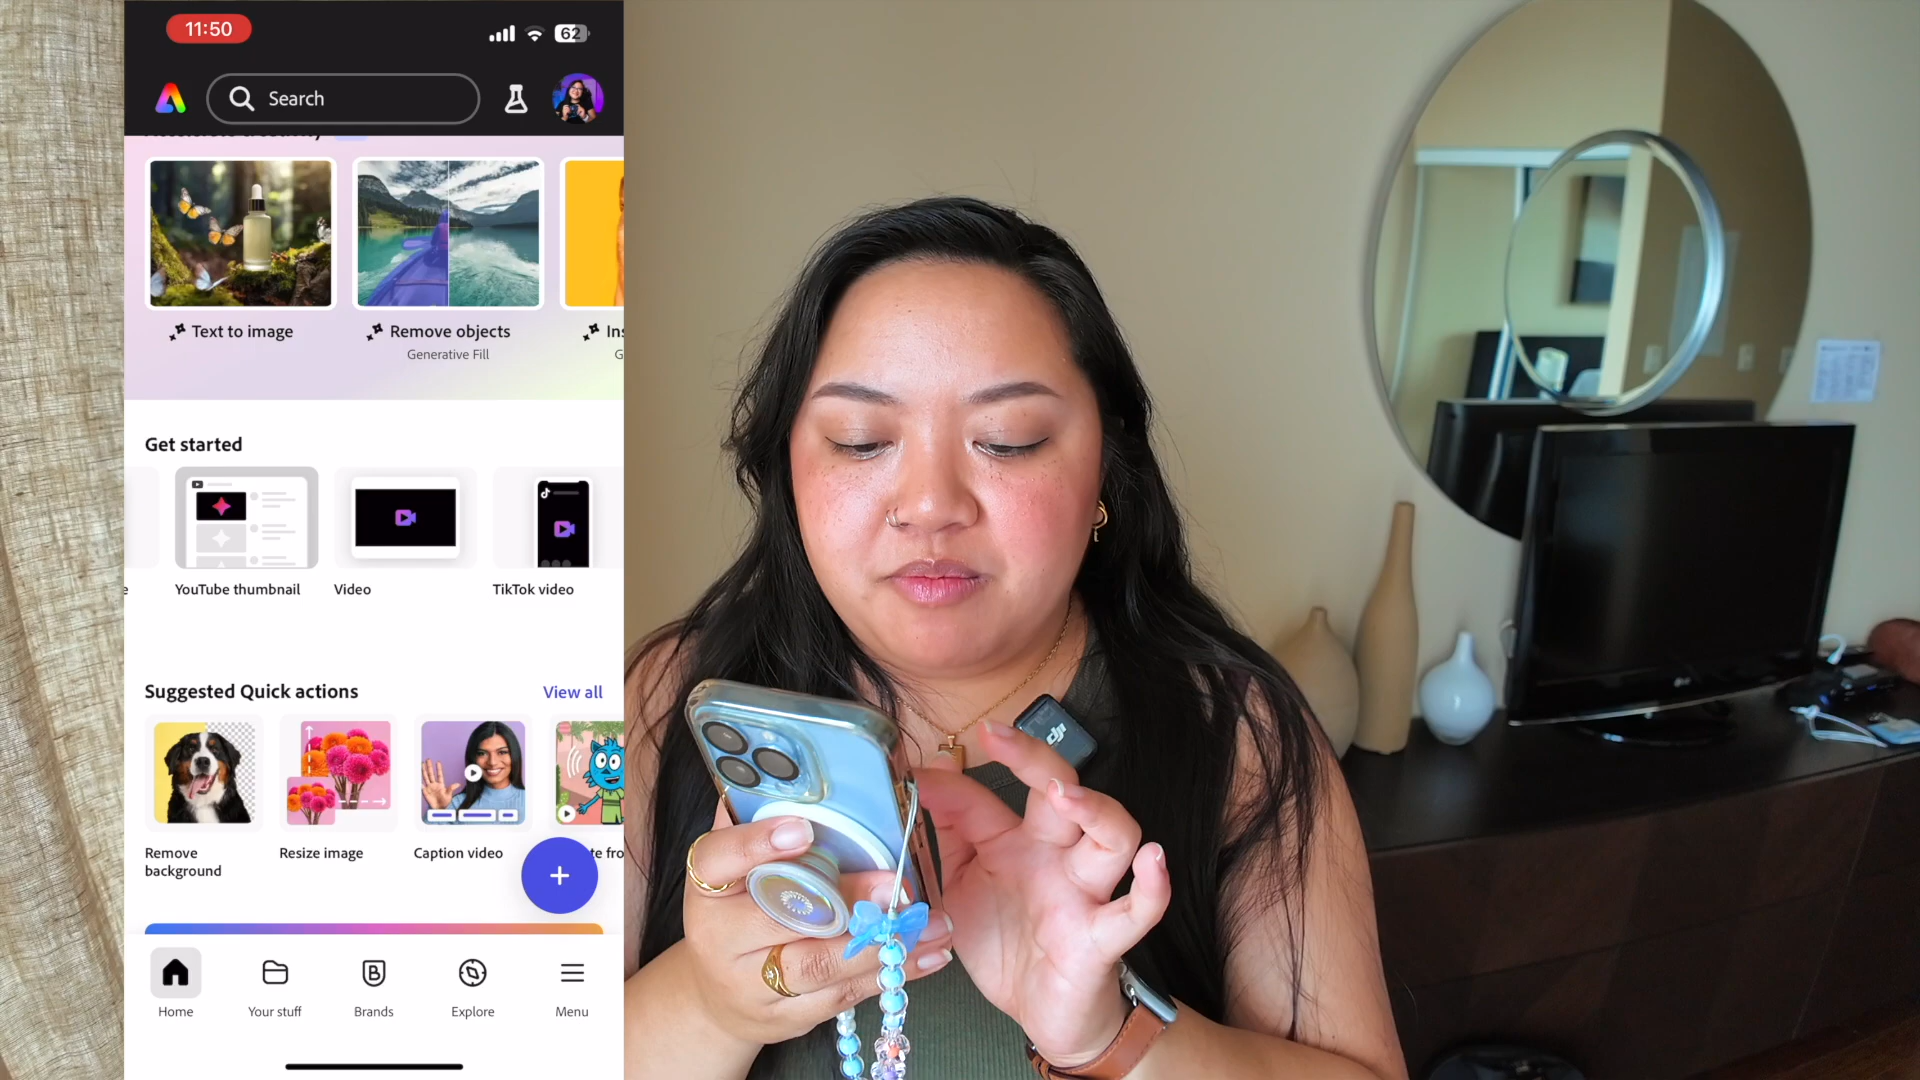 11:50
62
Search
Text to image
Remove objects
Generative Fill
Get started
YouTube thumbnail
Video
TikTok video
Suggested Quick actions
View all
Remove
background
Resize image
Caption video
Home
Your stuff
Brands
Explore
Menu
dji